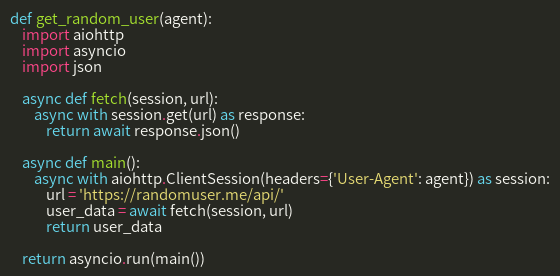 def get_random_user(agent):
    import aiohttp
    import asyncio
    import json

    async def fetch(session, url):
        async with session.get(url) as response:
            return await response.json()

    async def main():
        async with aiohttp.ClientSession(headers={'User-Agent': agent}) as session:
            url = 'https://randomuser.me/api/'
            user_data = await fetch(session, url)
            return user_data

    return asyncio.run(main())